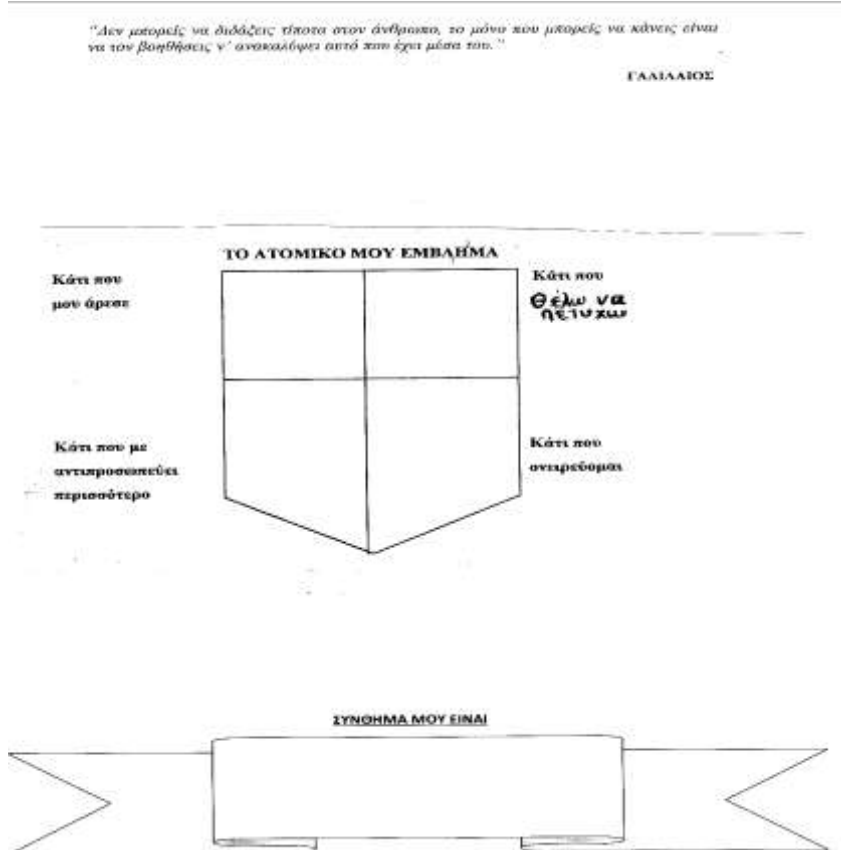 "Δεν μπορείς να διδάξεις τίποτα στον άνθρωπο, το μόνο που μπορείς να κάνεις είναι
να τον βοηθήσεις ν' ανακαλύψει αυτό που έχει μέσα του."
ΓΑΛΙΛΑΙΟΣ
ΤΟ ΑΤΟΜΙΚΟ ΜΟΥ ΕΜΒΛΗΜΑ
Κάτι που
μου άρεσε
Κάτι που
Θέλω να
πετύχω
Κάτι που με
αντιπροσωπεύει
περισσότερο
Κάτι που
ονειρεύομαι
ΣΥΝΘΗΜΑ ΜΟΥ ΕΙΝΑΙ